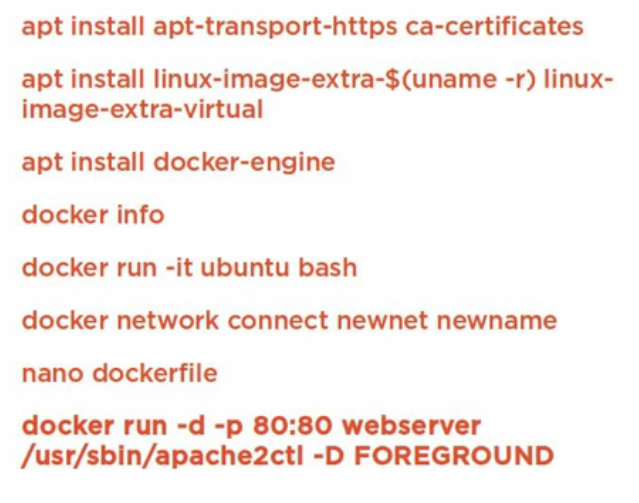 apt install apt-transport-https ca-certificates
apt install linux-image-extra-$(uname -r) linux-
image-extra-virtual
apt install docker-engine
docker info
docker run -it ubuntu bash
docker network connect newnet newname
nano dockerfile
docker run -d -p 80:80 webserver
/usr/sbin/apache2ctl -D FOREGROUND